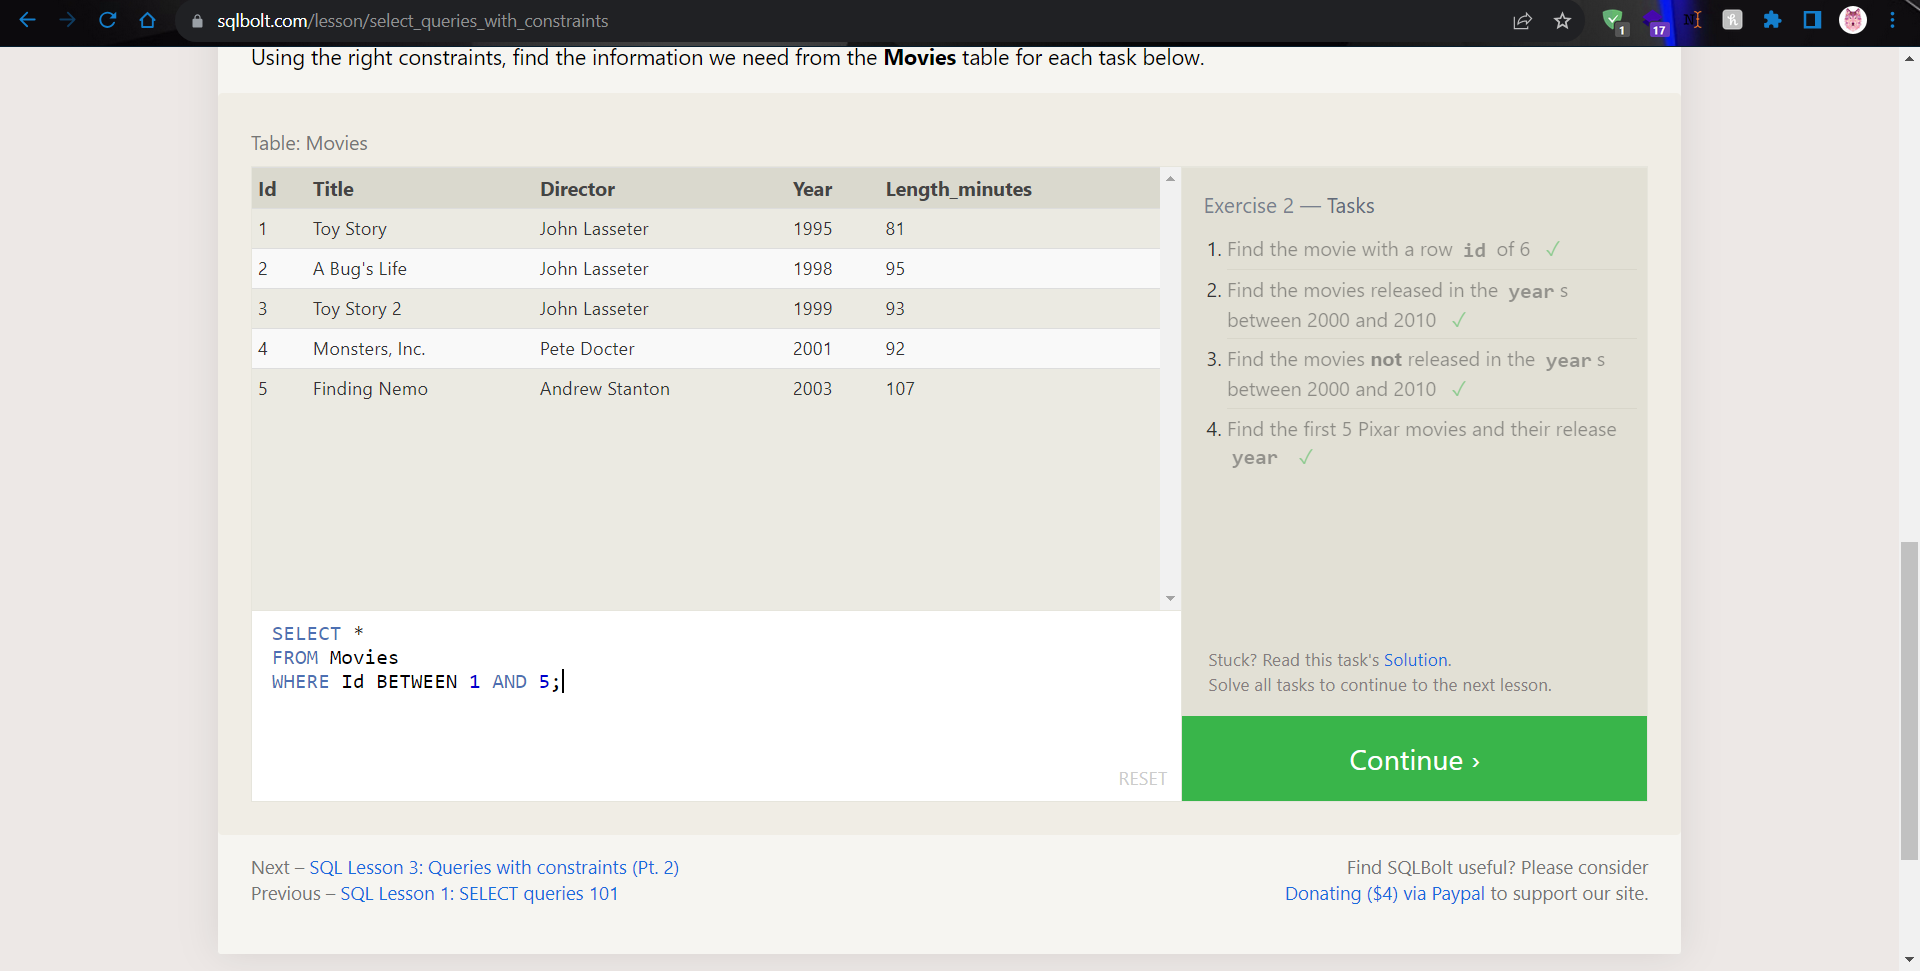 sqlbolt.com/lesson/select_queries_with_constraints
1
17
Using the right constraints, find the information we need from the Movies table for each task below.
Table: Movies
Id Title Director Year Length_minutes
1 Toy Story John Lasseter 1995 81
2 A Bug's Life John Lasseter 1998 95
3 Toy Story 2 John Lasseter 1999 93
4 Monsters, Inc. Pete Docter 2001 92
5 Finding Nemo Andrew Stanton 2003 107
SELECT *
FROM Movies
WHERE Id BETWEEN 1 AND 5;
RESET
Exercise 2 — Tasks
1. Find the movie with a row id of 6 ✓
2. Find the movies released in the year s
between 2000 and 2010 ✓
3. Find the movies not released in the year s
between 2000 and 2010 ✓
4. Find the first 5 Pixar movies and their release
year ✓
Stuck? Read this task's Solution.
Solve all tasks to continue to the next lesson.
Continue ›
Next – SQL Lesson 3: Queries with constraints (Pt. 2)
Previous – SQL Lesson 1: SELECT queries 101
Find SQLBolt useful? Please consider
Donating ($4) via Paypal to support our site.